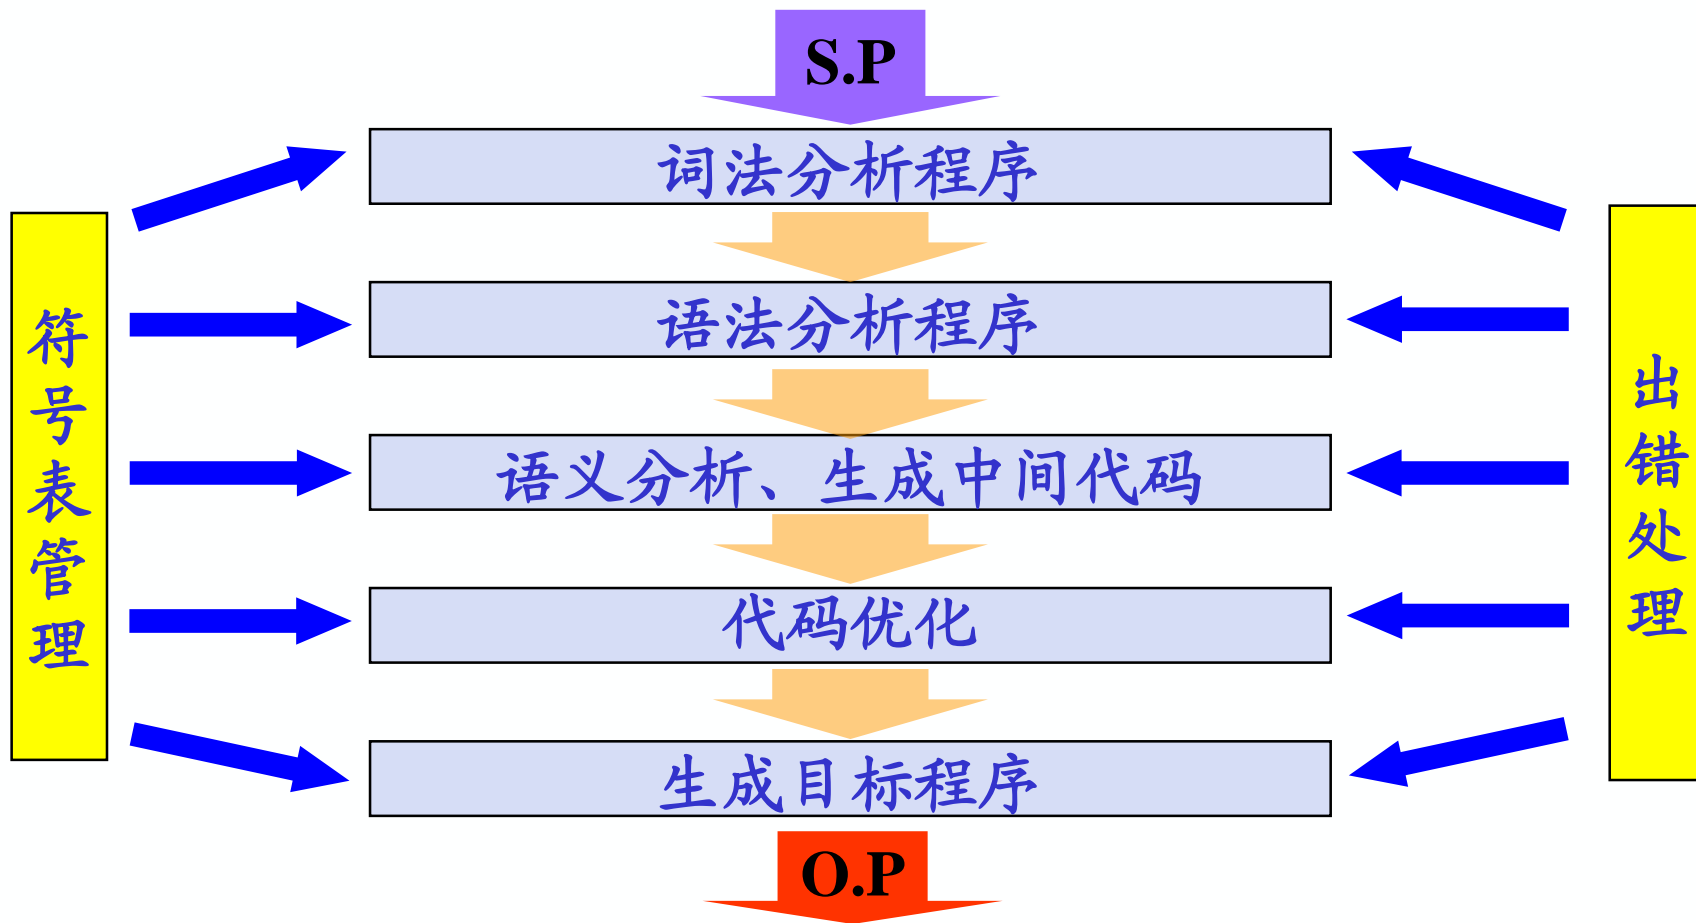 S.P
词法分析程序
语法分析程序
语义分析、生成中间代码
代码优化
生成目标程序
O.P
符号表管理
出错处理